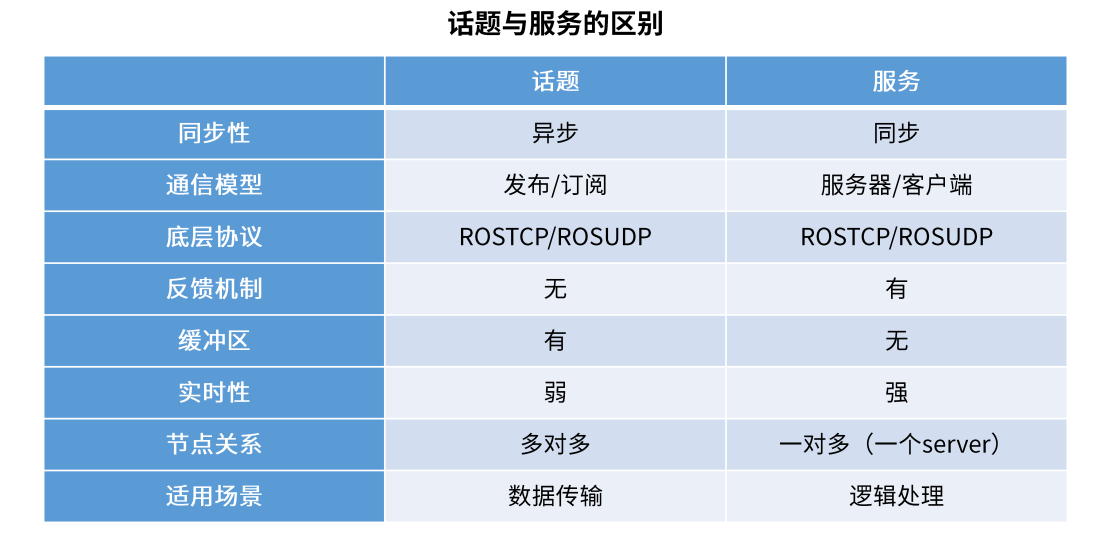 话题与服务的区别
话题 服务
同步性 异步 同步
通信模型 发布/订阅 服务器/客户端
底层协议 ROSTCP/ROSUDP ROSTCP/ROSUDP
反馈机制 无 有
缓冲区 有 无
实时性 弱 强
节点关系 多对多 一对多（一个server）
适用场景 数据传输 逻辑处理